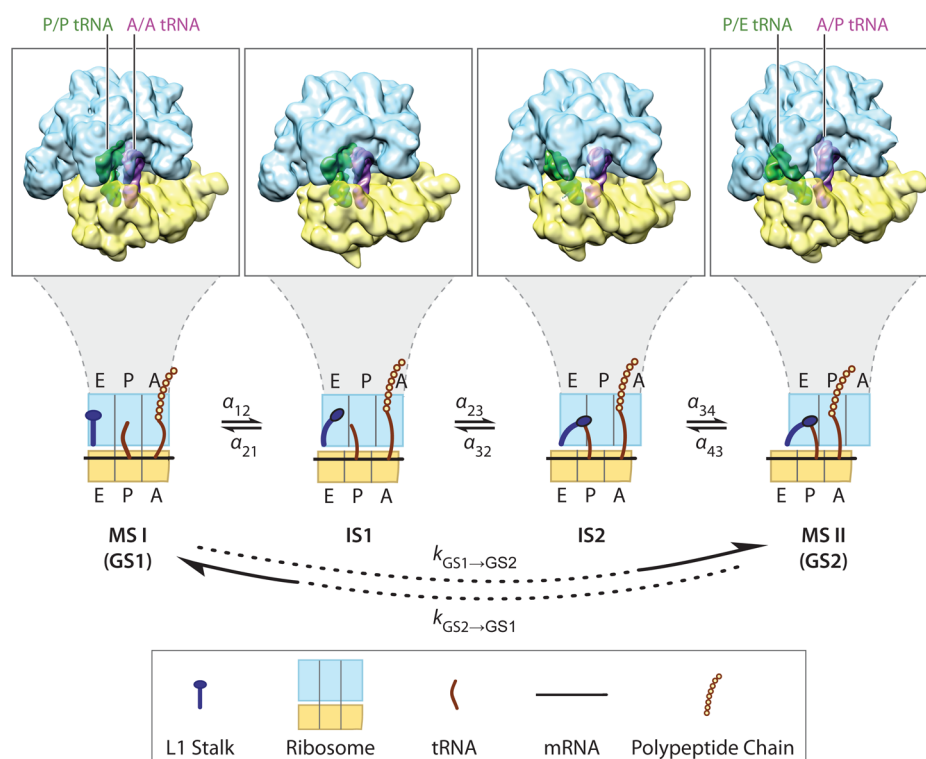 P/P tRNA A/A tRNA P/E tRNA A/P tRNA
E P A E P A E P A E P A
α12 α23 α34
α21 α32 α43
E P A E P A E P A E P A
MS I IS1 IS2 MS II
(GS1) (GS2)
kGS1→GS2
kGS2→GS1
L1 Stalk Ribosome tRNA mRNA Polypeptide Chain